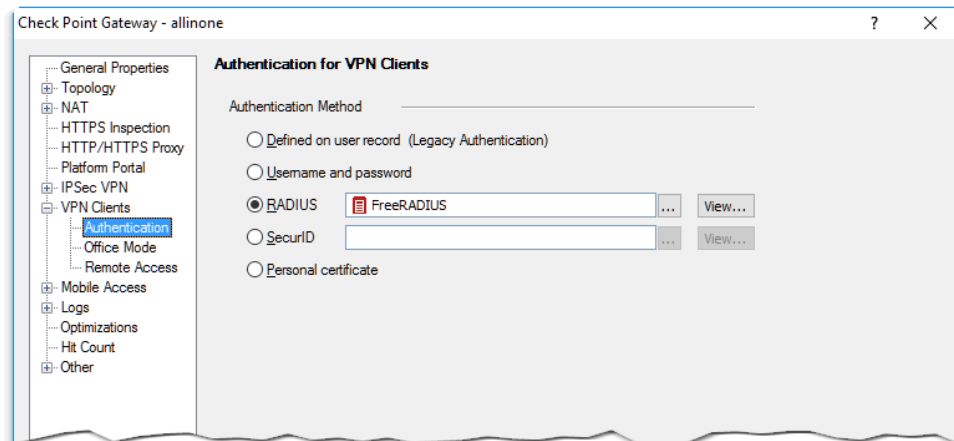 Check Point Gateway - allinone
?
General Properties
Topology
NAT
HTTPS Inspection
HTTP/HTTPS Proxy
Platform Portal
IPSec VPN
VPN Clients
Authentication
Office Mode
Remote Access
Mobile Access
Logs
Optimizations
Hit Count
Other
Authentication for VPN Clients
Authentication Method
Defined on user record (Legacy Authentication)
Username and password
RADIUS FreeRADIUS ... View...
SecurID ... View...
Personal certificate